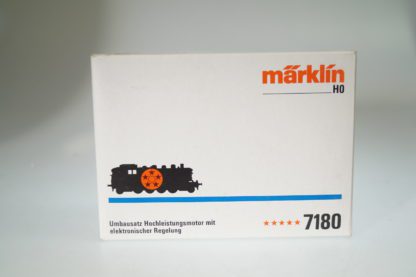 märklin
HO
Umbausatz Hochleistungsmotor mit
elektronischer Regelung
★★★★★ 7180